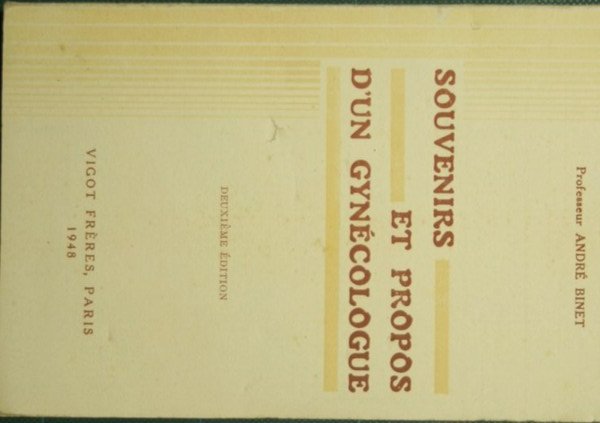 Professeur ANDRÉ BINET
SOUVENIRS
ET PROPOS
D'UN GYNÉCOLOGUE
DEUXIÈME ÉDITION
VIGOT FRÈRES, PARIS
1948